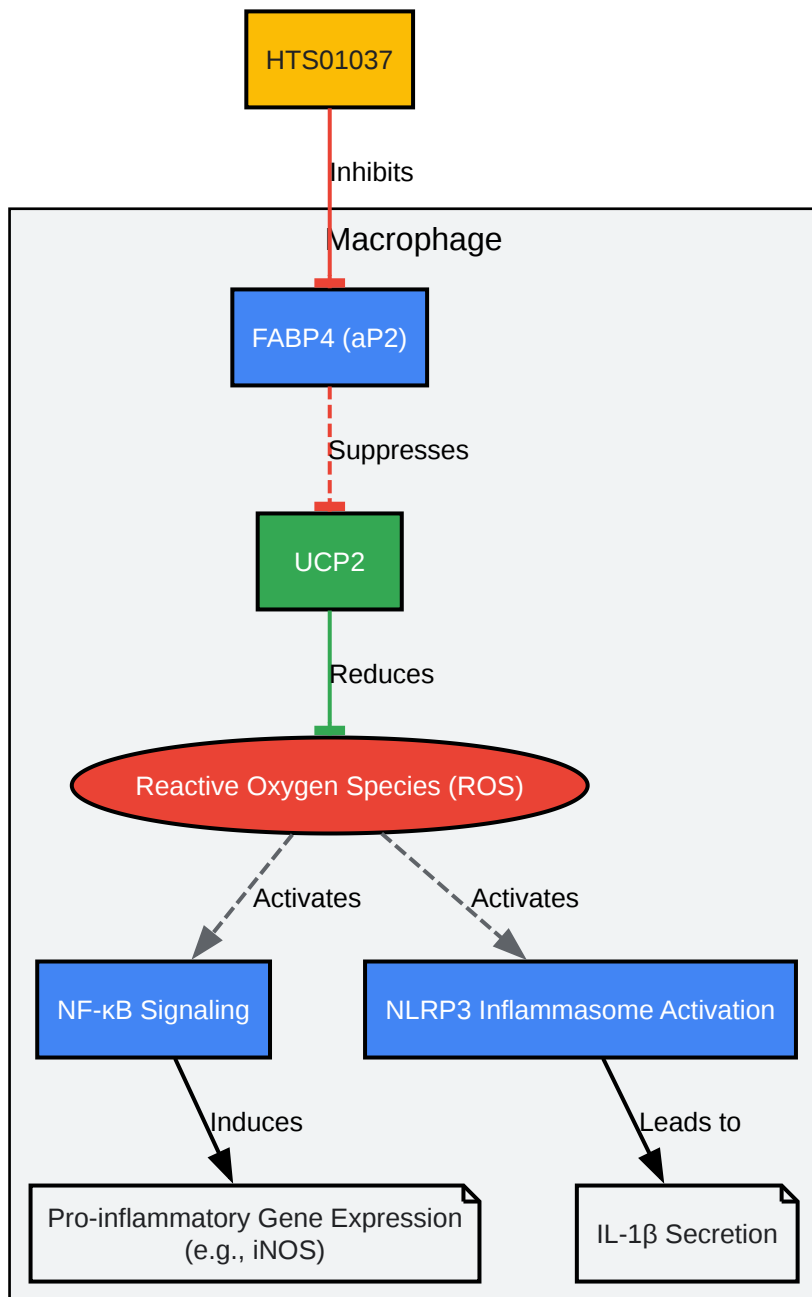 HTS01037
Inhibits
Macrophage
FABP4 (aP2)
Suppresses
UCP2
Reduces
Reactive Oxygen Species (ROS)
Activates
Activates
NF-κB Signaling
NLRP3 Inflammasome Activation
Induces
Leads to
Pro-inflammatory Gene Expression
(e.g., iNOS)
IL-1β Secretion